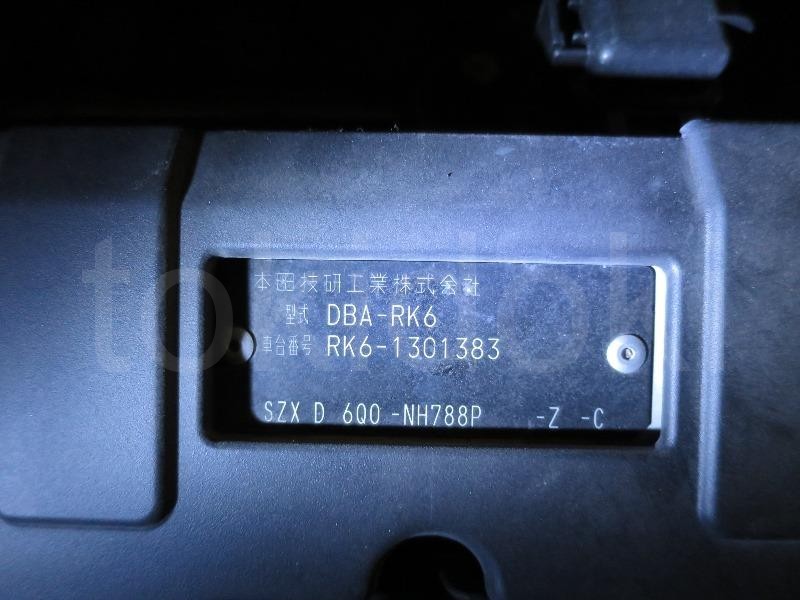 本田技研工業株式会社
型式 DBA-RK6
車台番号 RK6-1301383
SZX D 6Q0 -NH788P -Z -C